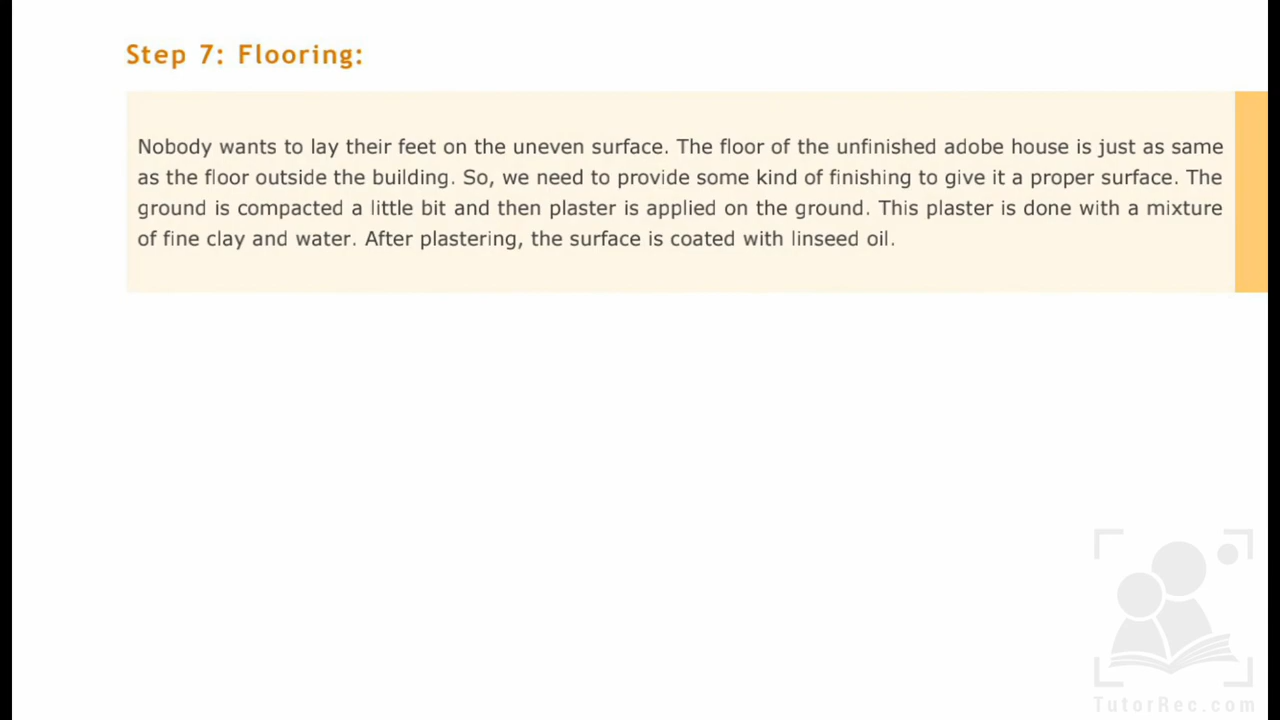 Step 7: Flooring:
Nobody wants to lay their feet on the uneven surface. The floor of the unfinished adobe house is just as same
as the floor outside the building. So, we need to provide some kind of finishing to give it a proper surface. The
ground is compacted a little bit and then plaster is applied on the ground. This plaster is done with a mixture
of fine clay and water. After plastering, the surface is coated with linseed oil.
TutorRec.com